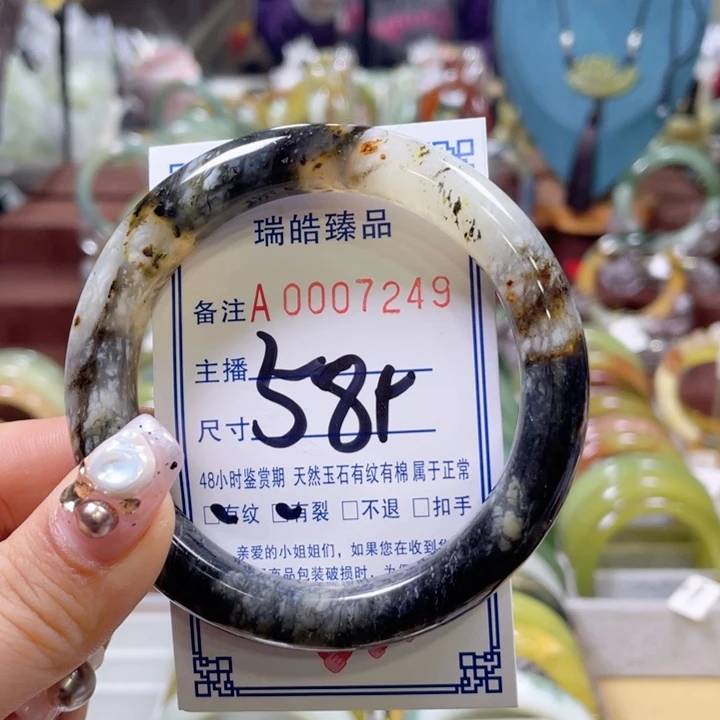 瑞皓臻品
备注 A 0007249
主播
尺寸 58+
48小时鉴赏期 天然玉石有纹有棉 属于正常
□有纹 □有裂 □不退 □扣手
亲爱的小姐姐们，如果您在收到
商品包装破损时，为